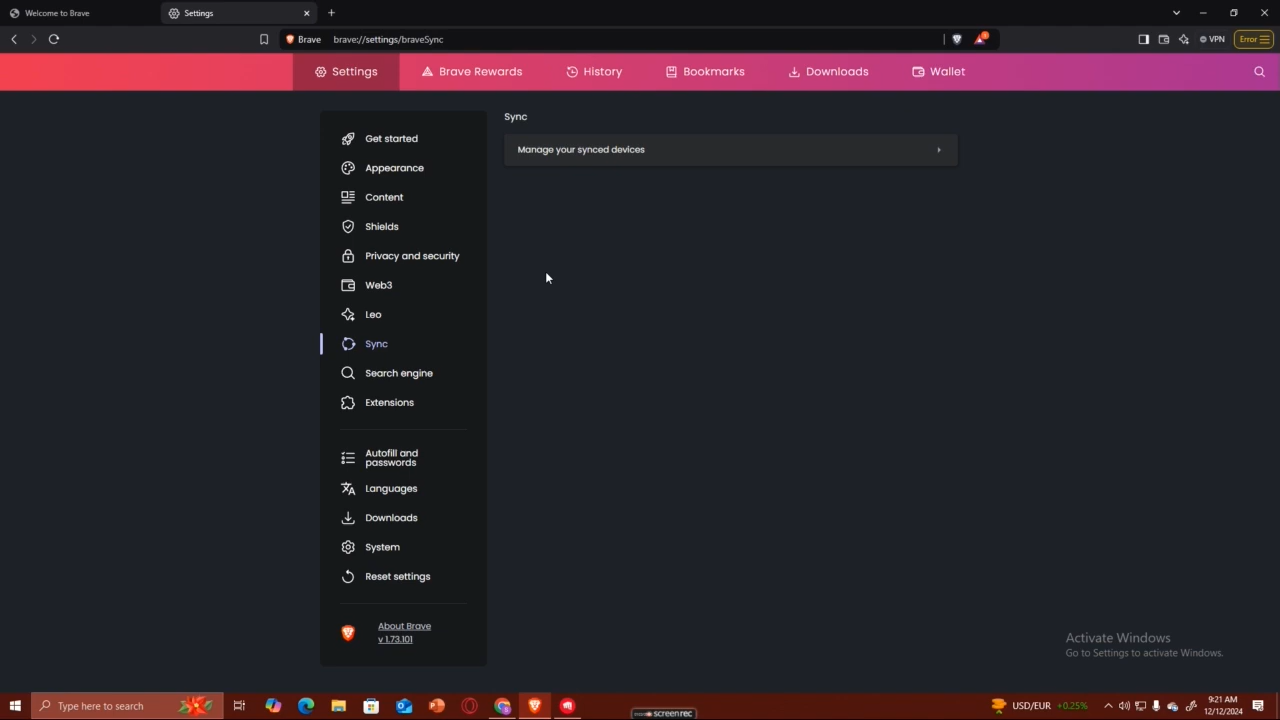 Welcome to Brave
Settings
Brave
brave://settings/braveSync
VPN
Error
Settings
Brave Rewards
History
Bookmarks
Downloads
Wallet
Get started
Appearance
Content
Shields
Privacy and security
Web3
Leo
Sync
Search engine
Extensions
Autofill and
passwords
Languages
Downloads
System
Reset settings
About Brave
v 1.73.101
Sync
Manage your synced devices
Activate Windows
Go to Settings to activate Windows.
Type here to search
screenrec
USD/EUR +0.25%
9:21 AM
12/12/2024